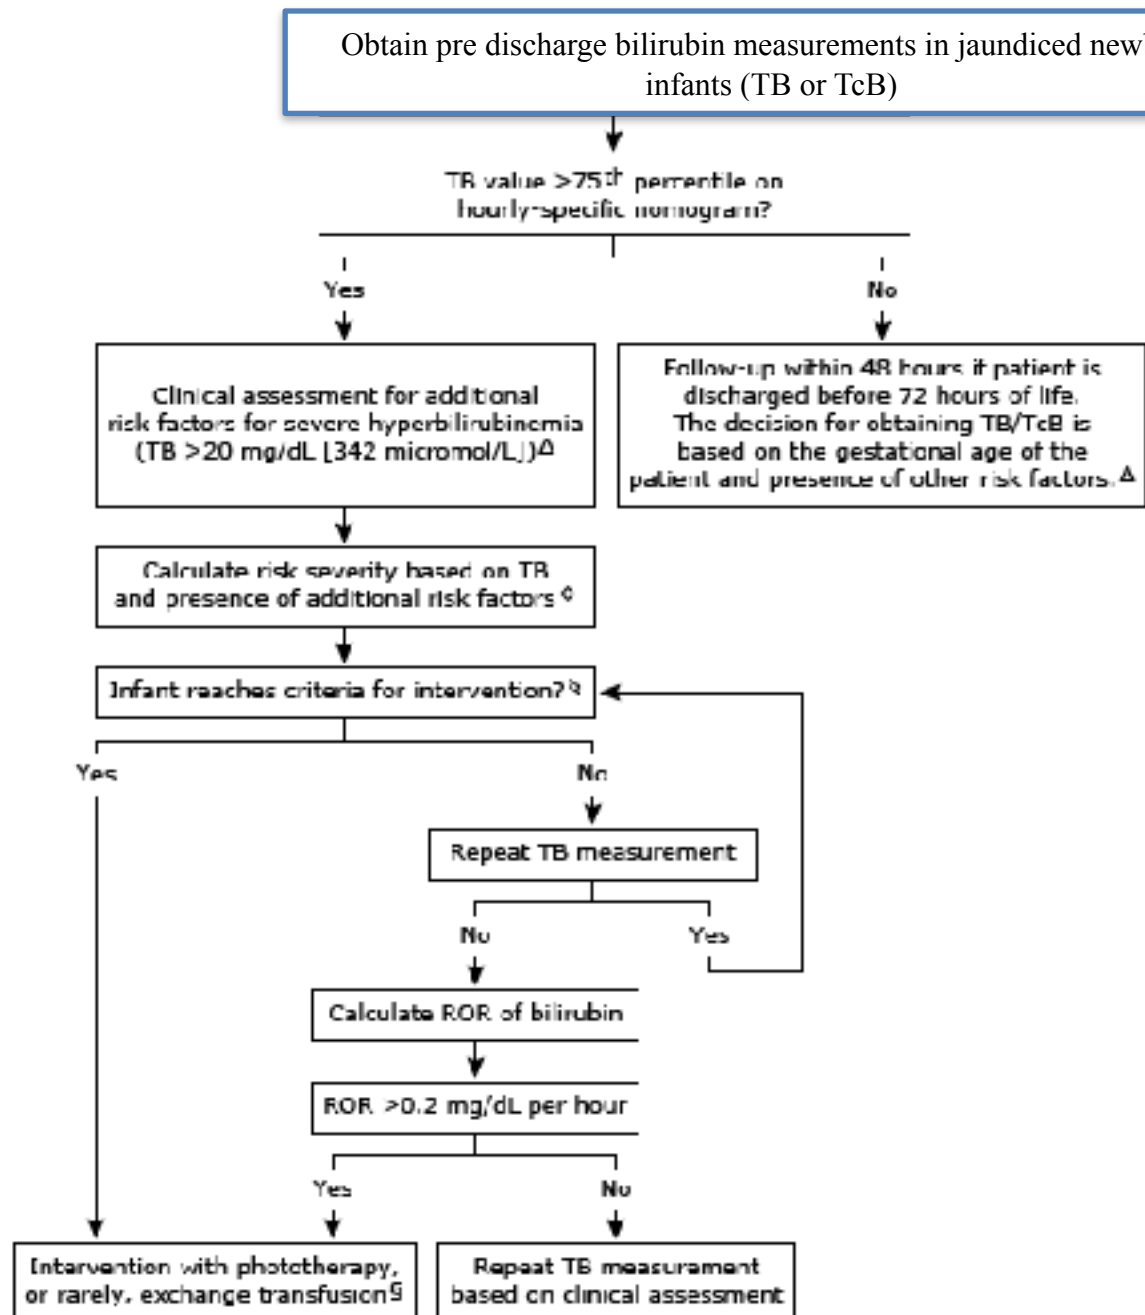 Obtain pre discharge bilirubin measurements in jaundiced new
infants (TB or TcB)
TB value >75th percentile on
hourly-specific nomogram?
Yes
No
Clinical assessment for additional
risk factors for severe hyperbilirubinemia
(TB >20 mg/dL [342 micromol/L])Δ
Follow-up within 48 hours if patient is
discharged before 72 hours of life.
The decision for obtaining TB/TcB is
based on the gestational age of the
patient and presence of other risk factors.Δ
Calculate risk severity based on TB
and presence of additional risk factors ◊
Infant reaches criteria for intervention?
Yes
No
Repeat TB measurement
No
Yes
Calculate ROR of bilirubin
ROR >0.2 mg/dL per hour
Yes
No
Intervention with phototherapy,
or rarely, exchange transfusion§
Repeat TB measurement
based on clinical assessment